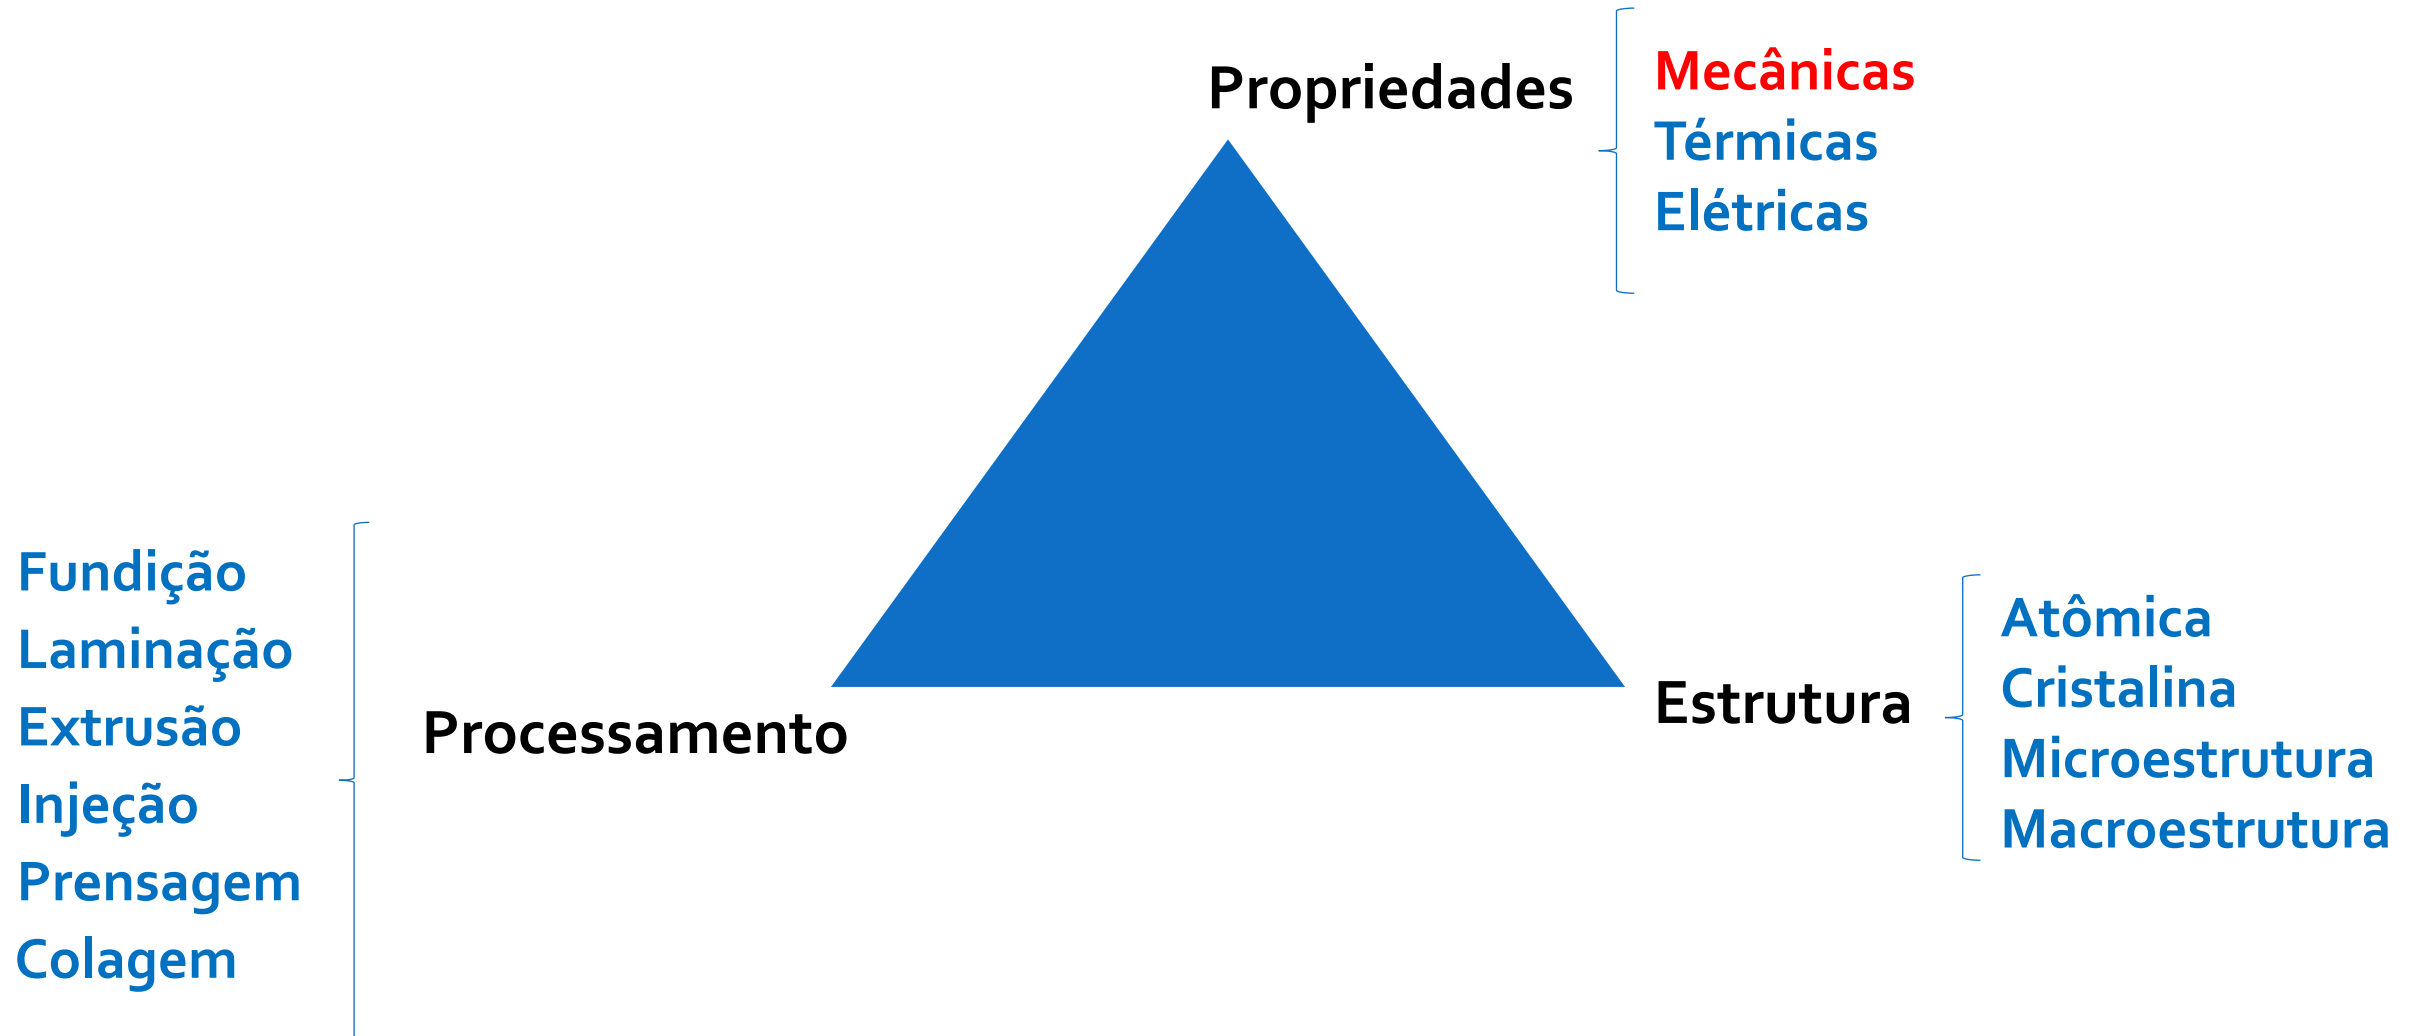 Propriedades
Mecânicas
Térmicas
Elétricas
Fundição
Laminação
Extrusão
Injeção
Prensagem
Colagem
Processamento
Estrutura
Atômica
Cristalina
Microestrutura
Macroestrutura